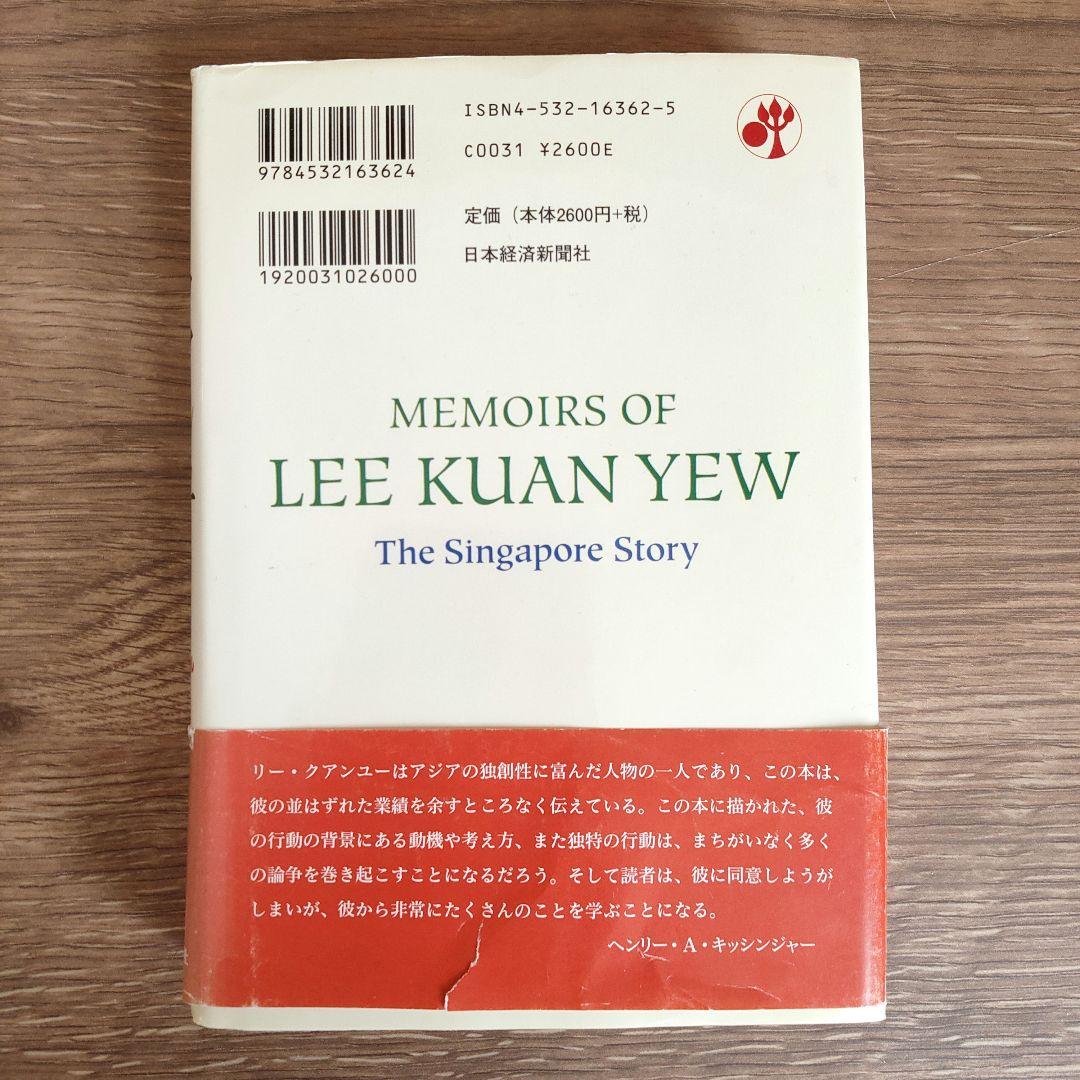 ISBN4-532-16362-5
C0031 ¥2600E
9784532163624
定価（本体2600円+税）
日本経済新聞社
1920031026000
MEMOIRS OF
LEE KUAN YEW
The Singapore Story
リー・クアンユーはアジアの独創性に富んだ人物の一人であり、この本は、
彼の並はずれた業績を余すところなく伝えている。この本に描かれた、彼
の行動の背景にある動機や考え方、また独特の行動は、まちがいなく多く
の論争を巻き起こすことになるだろう。そして読者は、彼に同意しようが
しまいが、彼から非常にたくさんのことを学ぶことになる。
ヘンリー・A・キッシンジャー